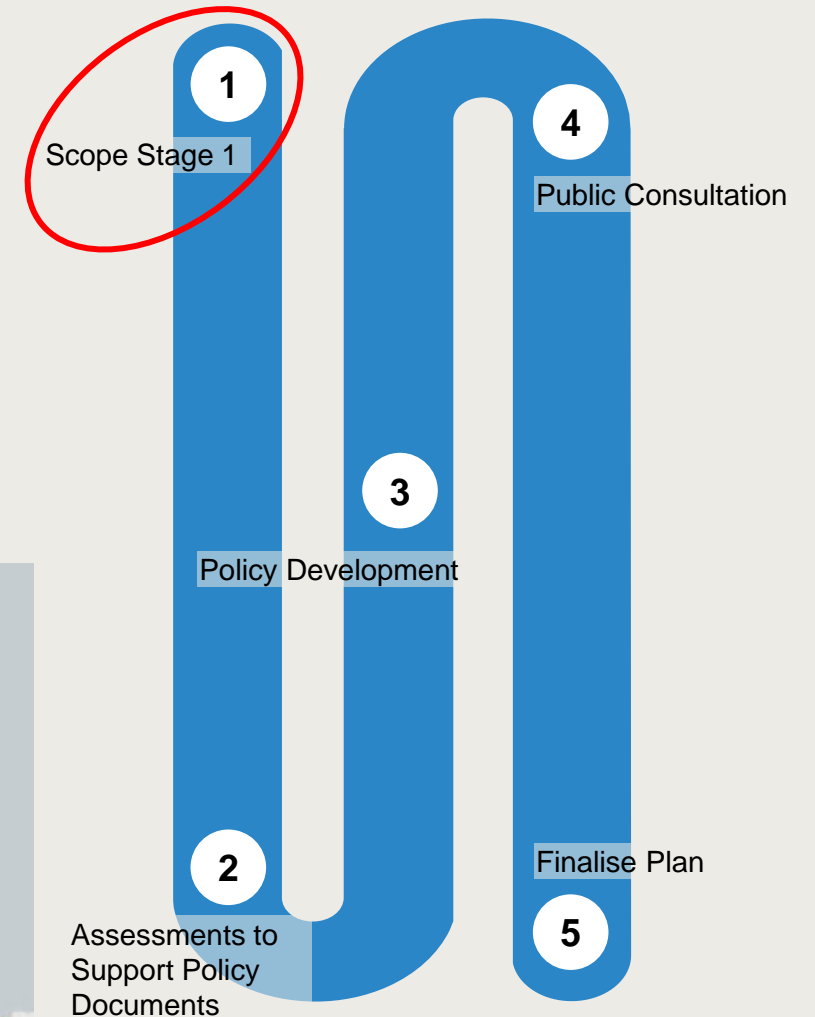 1
Scope Stage 1
2
Assessments to
Support Policy
Documents
3
Policy Development
4
Public Consultation
Finalise Plan
5